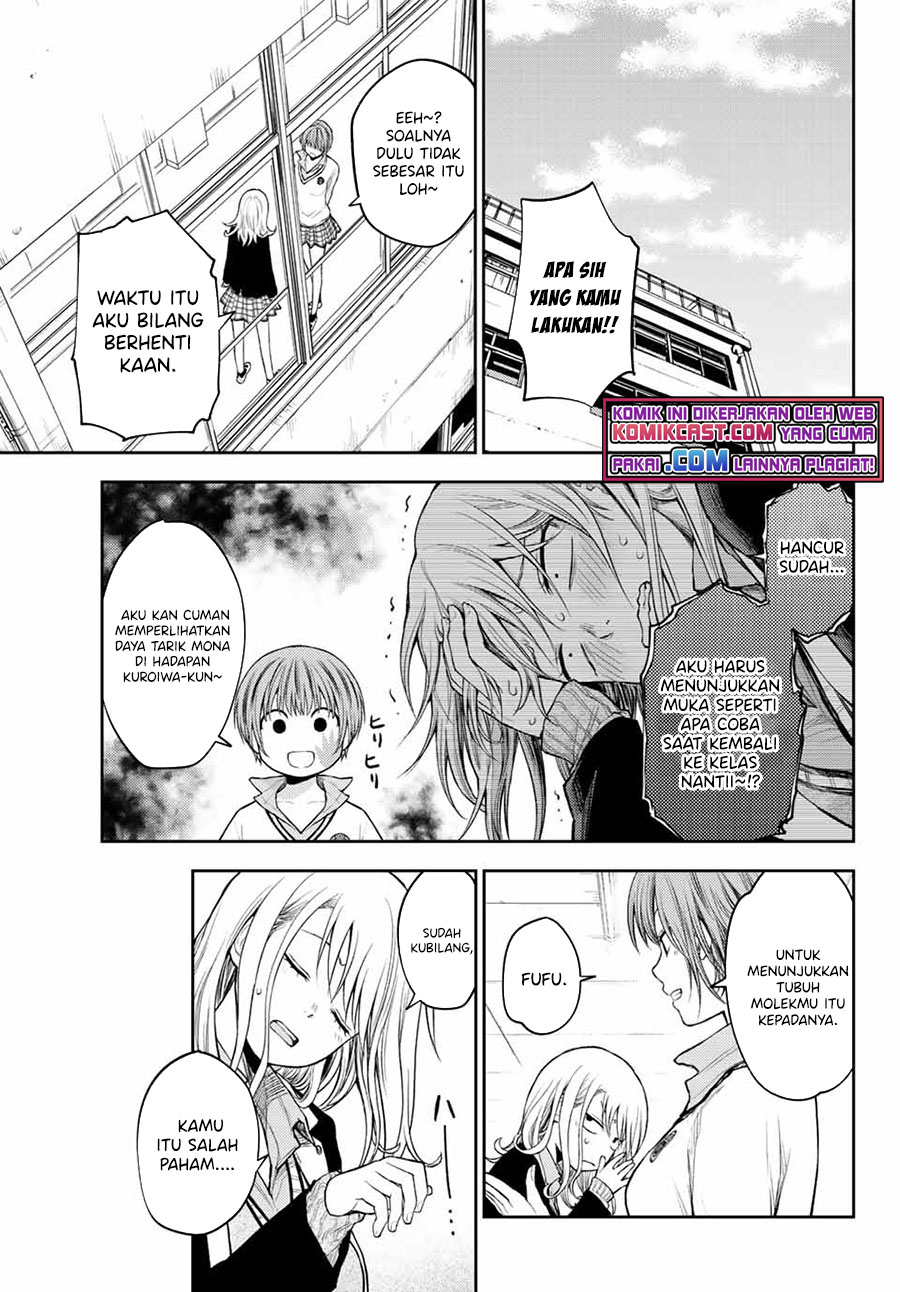 APA SIH
YANG KAMU
LAKUKAN!!
EEH~?
SOALNYA
DULU TIDAK
SEBESAR ITU
LOH~
WAKTU ITU
AKU BILANG
BERHENTI
KAAN.
KOMIK INI DIKERJAKAN OLEH WEB
KOMIKCAST.COM YANG CUMA
PAKAI .COM LAINNYA PLAGIAT!
HANCUR
SUDAH...
AKU HARUS
MENUNJUKKAN
MUKA SEPERTI
APA COBA
SAAT KEMBALI
KE KELAS
NANTII~!?
ヒリ
ヒリ
AKU KAN CUMAN
MEMPERLIHATKAN
DAYA TARIK MONA
DI HADAPAN
KUROIWA-KUN~
UNTUK
MENUNJUKKAN
TUBUH
MOLEKMU ITU
KEPADANYA.
FUFU.
SUDAH
KUBILANG,
ハー
KAMU
ITU SALAH
PAHAM....